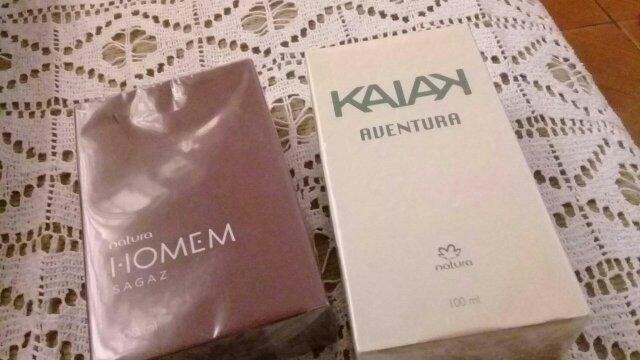 natura
HOMEM
SAGAZ
KAIAK
AVENTURA
natura
100 ml